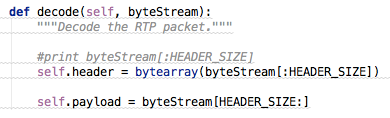 def decode(self, byteStream):
"""Decode the RTP packet."""
#print byteStream[:HEADER_SIZE]
self.header = bytearray(byteStream[:HEADER_SIZE])
self.payload = byteStream[HEADER_SIZE:]